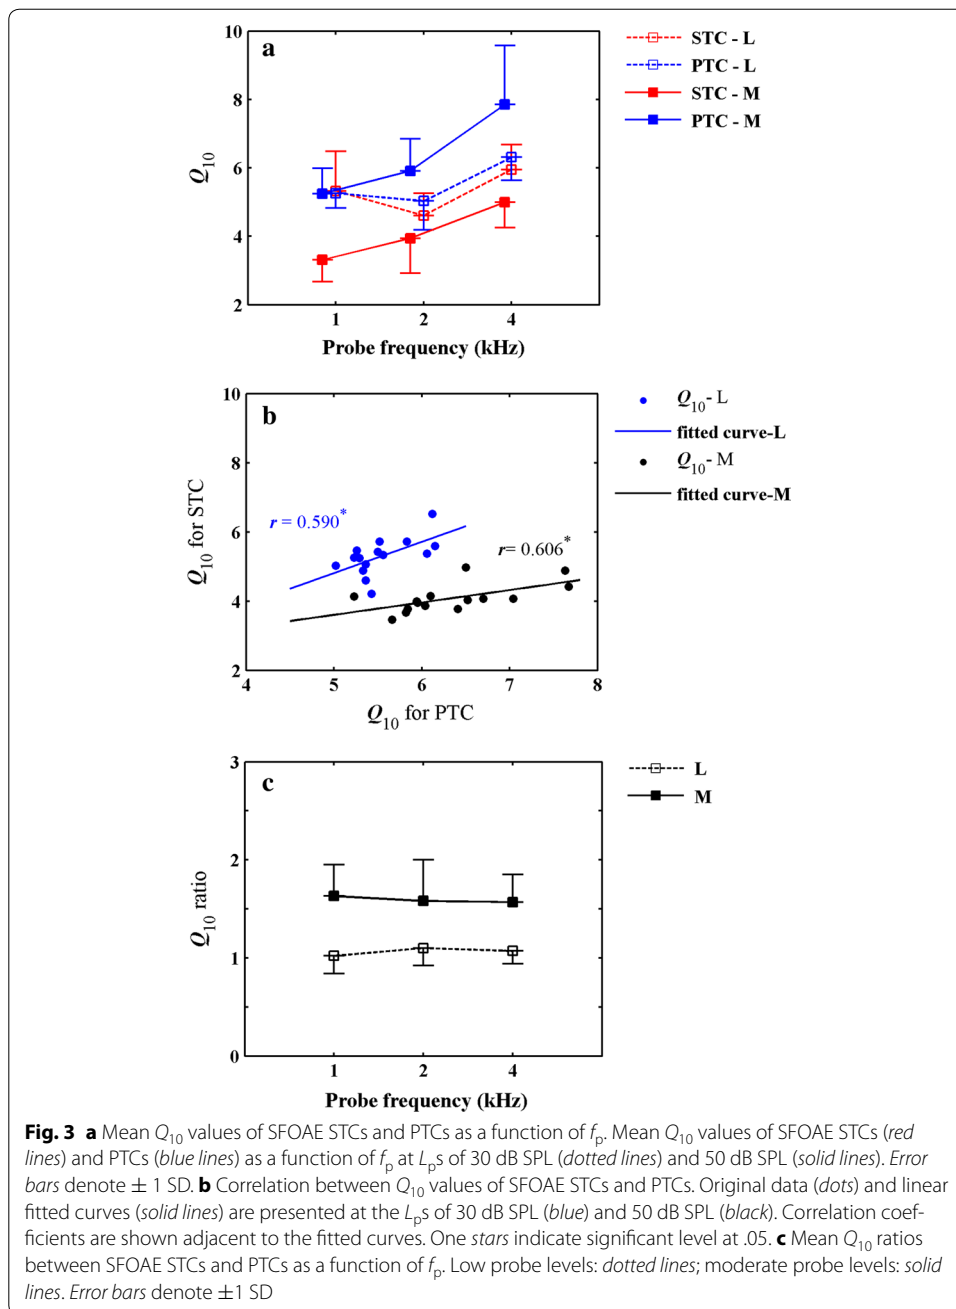 a
10
8
6
4
2
Q10
1 2 4
Probe frequency (kHz)
STC - L
PTC - L
STC - M
PTC - M
b
10
8
6
4
2
Q10 for STC
r = 0.590*
r= 0.606*
4 5 6 7 8
Q10 for PTC
Q10- L
fitted curve-L
Q10-M
fitted curve-M
c
3
2
1
0
Q10 ratio
1 2 4
Probe frequency (kHz)
L
M
Fig. 3 a Mean Q10 values of SFOAE STCs and PTCs as a function of fp. Mean Q10 values of SFOAE STCs (red
lines) and PTCs (blue lines) as a function of fp at Lps of 30 dB SPL (dotted lines) and 50 dB SPL (solid lines). Error
bars denote ± 1 SD. b Correlation between Q10 values of SFOAE STCs and PTCs. Original data (dots) and linear
fitted curves (solid lines) are presented at the Lps of 30 dB SPL (blue) and 50 dB SPL (black). Correlation coef-
ficients are shown adjacent to the fitted curves. One stars indicate significant level at .05. c Mean Q10 ratios
between SFOAE STCs and PTCs as a function of fp. Low probe levels: dotted lines; moderate probe levels: solid
lines. Error bars denote ±1 SD